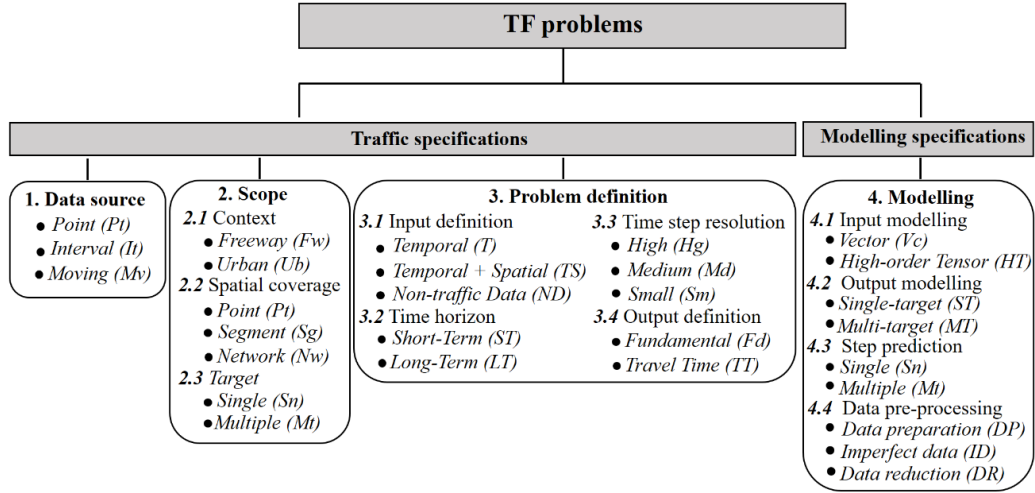 TF problems
Traffic specifications
Modelling specifications
1. Data source
● Point (Pt)
● Interval (It)
● Moving (Mv)
2. Scope
2.1 Context
● Freeway (Fw)
● Urban (Ub)
2.2 Spatial coverage
● Point (Pt)
● Segment (Sg)
● Network (Nw)
2.3 Target
● Single (Sn)
● Multiple (Mt)
3. Problem definition
3.1 Input definition
● Temporal (T)
● Temporal + Spatial (TS)
● Non-traffic Data (ND)
3.2 Time horizon
● Short-Term (ST)
● Long-Term (LT)
3.3 Time step resolution
● High (Hg)
● Medium (Md)
● Small (Sm)
3.4 Output definition
● Fundamental (Fd)
● Travel Time (TT)
4. Modelling
4.1 Input modelling
● Vector (Vc)
● High-order Tensor (HT)
4.2 Output modelling
● Single-target (ST)
● Multi-target (MT)
4.3 Step prediction
● Single (Sn)
● Multiple (Mt)
4.4 Data pre-processing
● Data preparation (DP)
● Imperfect data (ID)
● Data reduction (DR)